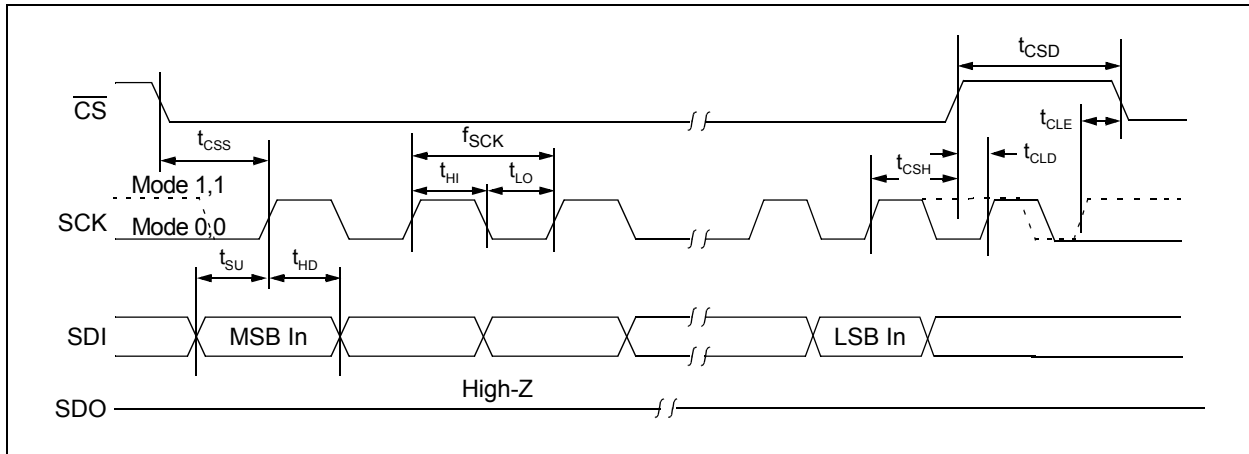 tCSD
CS
tCSS
fSCK
tCLE
tHI
tLO
tCSH
tCLD
Mode 1,1
SCK
Mode 0,0
tSU
tHD
SDI
MSB In
LSB In
High-Z
SDO